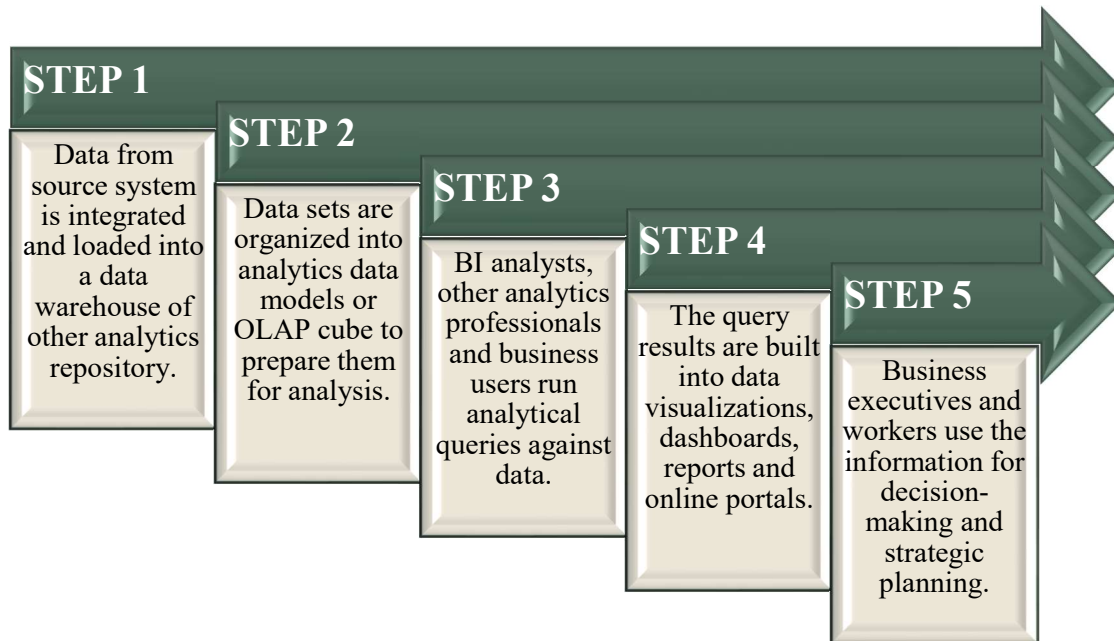 STEP 1
Data from
source system
is integrated
and loaded into
a data
warehouse of
other analytics
repository.
STEP 2
Data sets are
organized into
analytics data
models or
OLAP cube to
prepare them
for analysis.
STEP 3
BI analysts,
other analytics
professionals
and business
users run
analytical
queries against
data.
STEP 4
The query
results are built
into data
visualizations,
dashboards,
reports and
online portals.
STEP 5
Business
executives and
workers use the
information for
decision-
making and
strategic
planning.